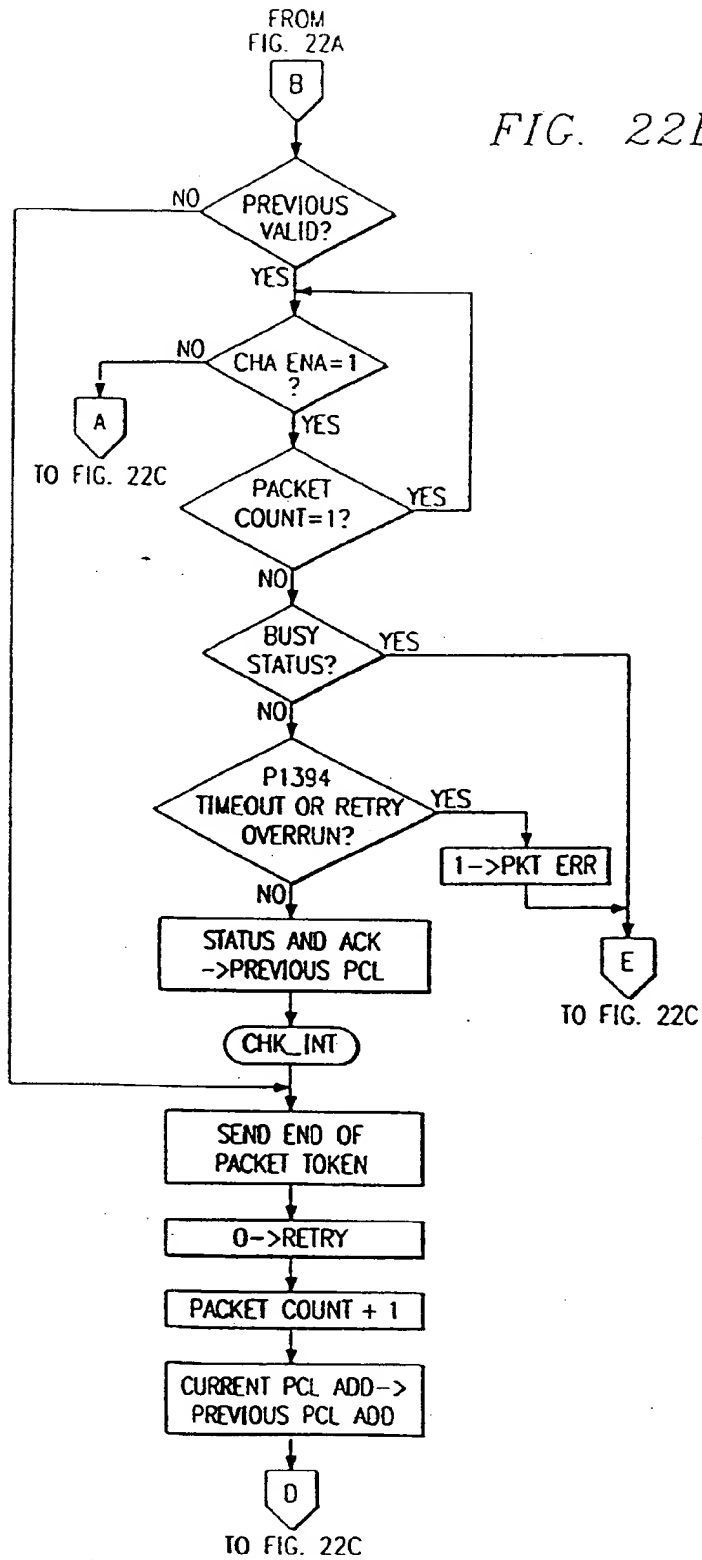 FROM
FIG. 22A
B
FIG. 22B
PREVIOUS
VALID?
NO
YES
CHA ENA=1
?
NO
YES
A
TO FIG. 22C
PACKET
COUNT=1?
YES
NO
BUSY
STATUS?
YES
NO
P1394
TIMEOUT OR RETRY
OVERRUN?
YES
NO
1->PKT ERR
STATUS AND ACK
->PREVIOUS PCL
E
TO FIG. 22C
CHK_INT
SEND END OF
PACKET TOKEN
0->RETRY
PACKET COUNT + 1
CURRENT PCL ADD->
PREVIOUS PCL ADD
D
TO FIG. 22C